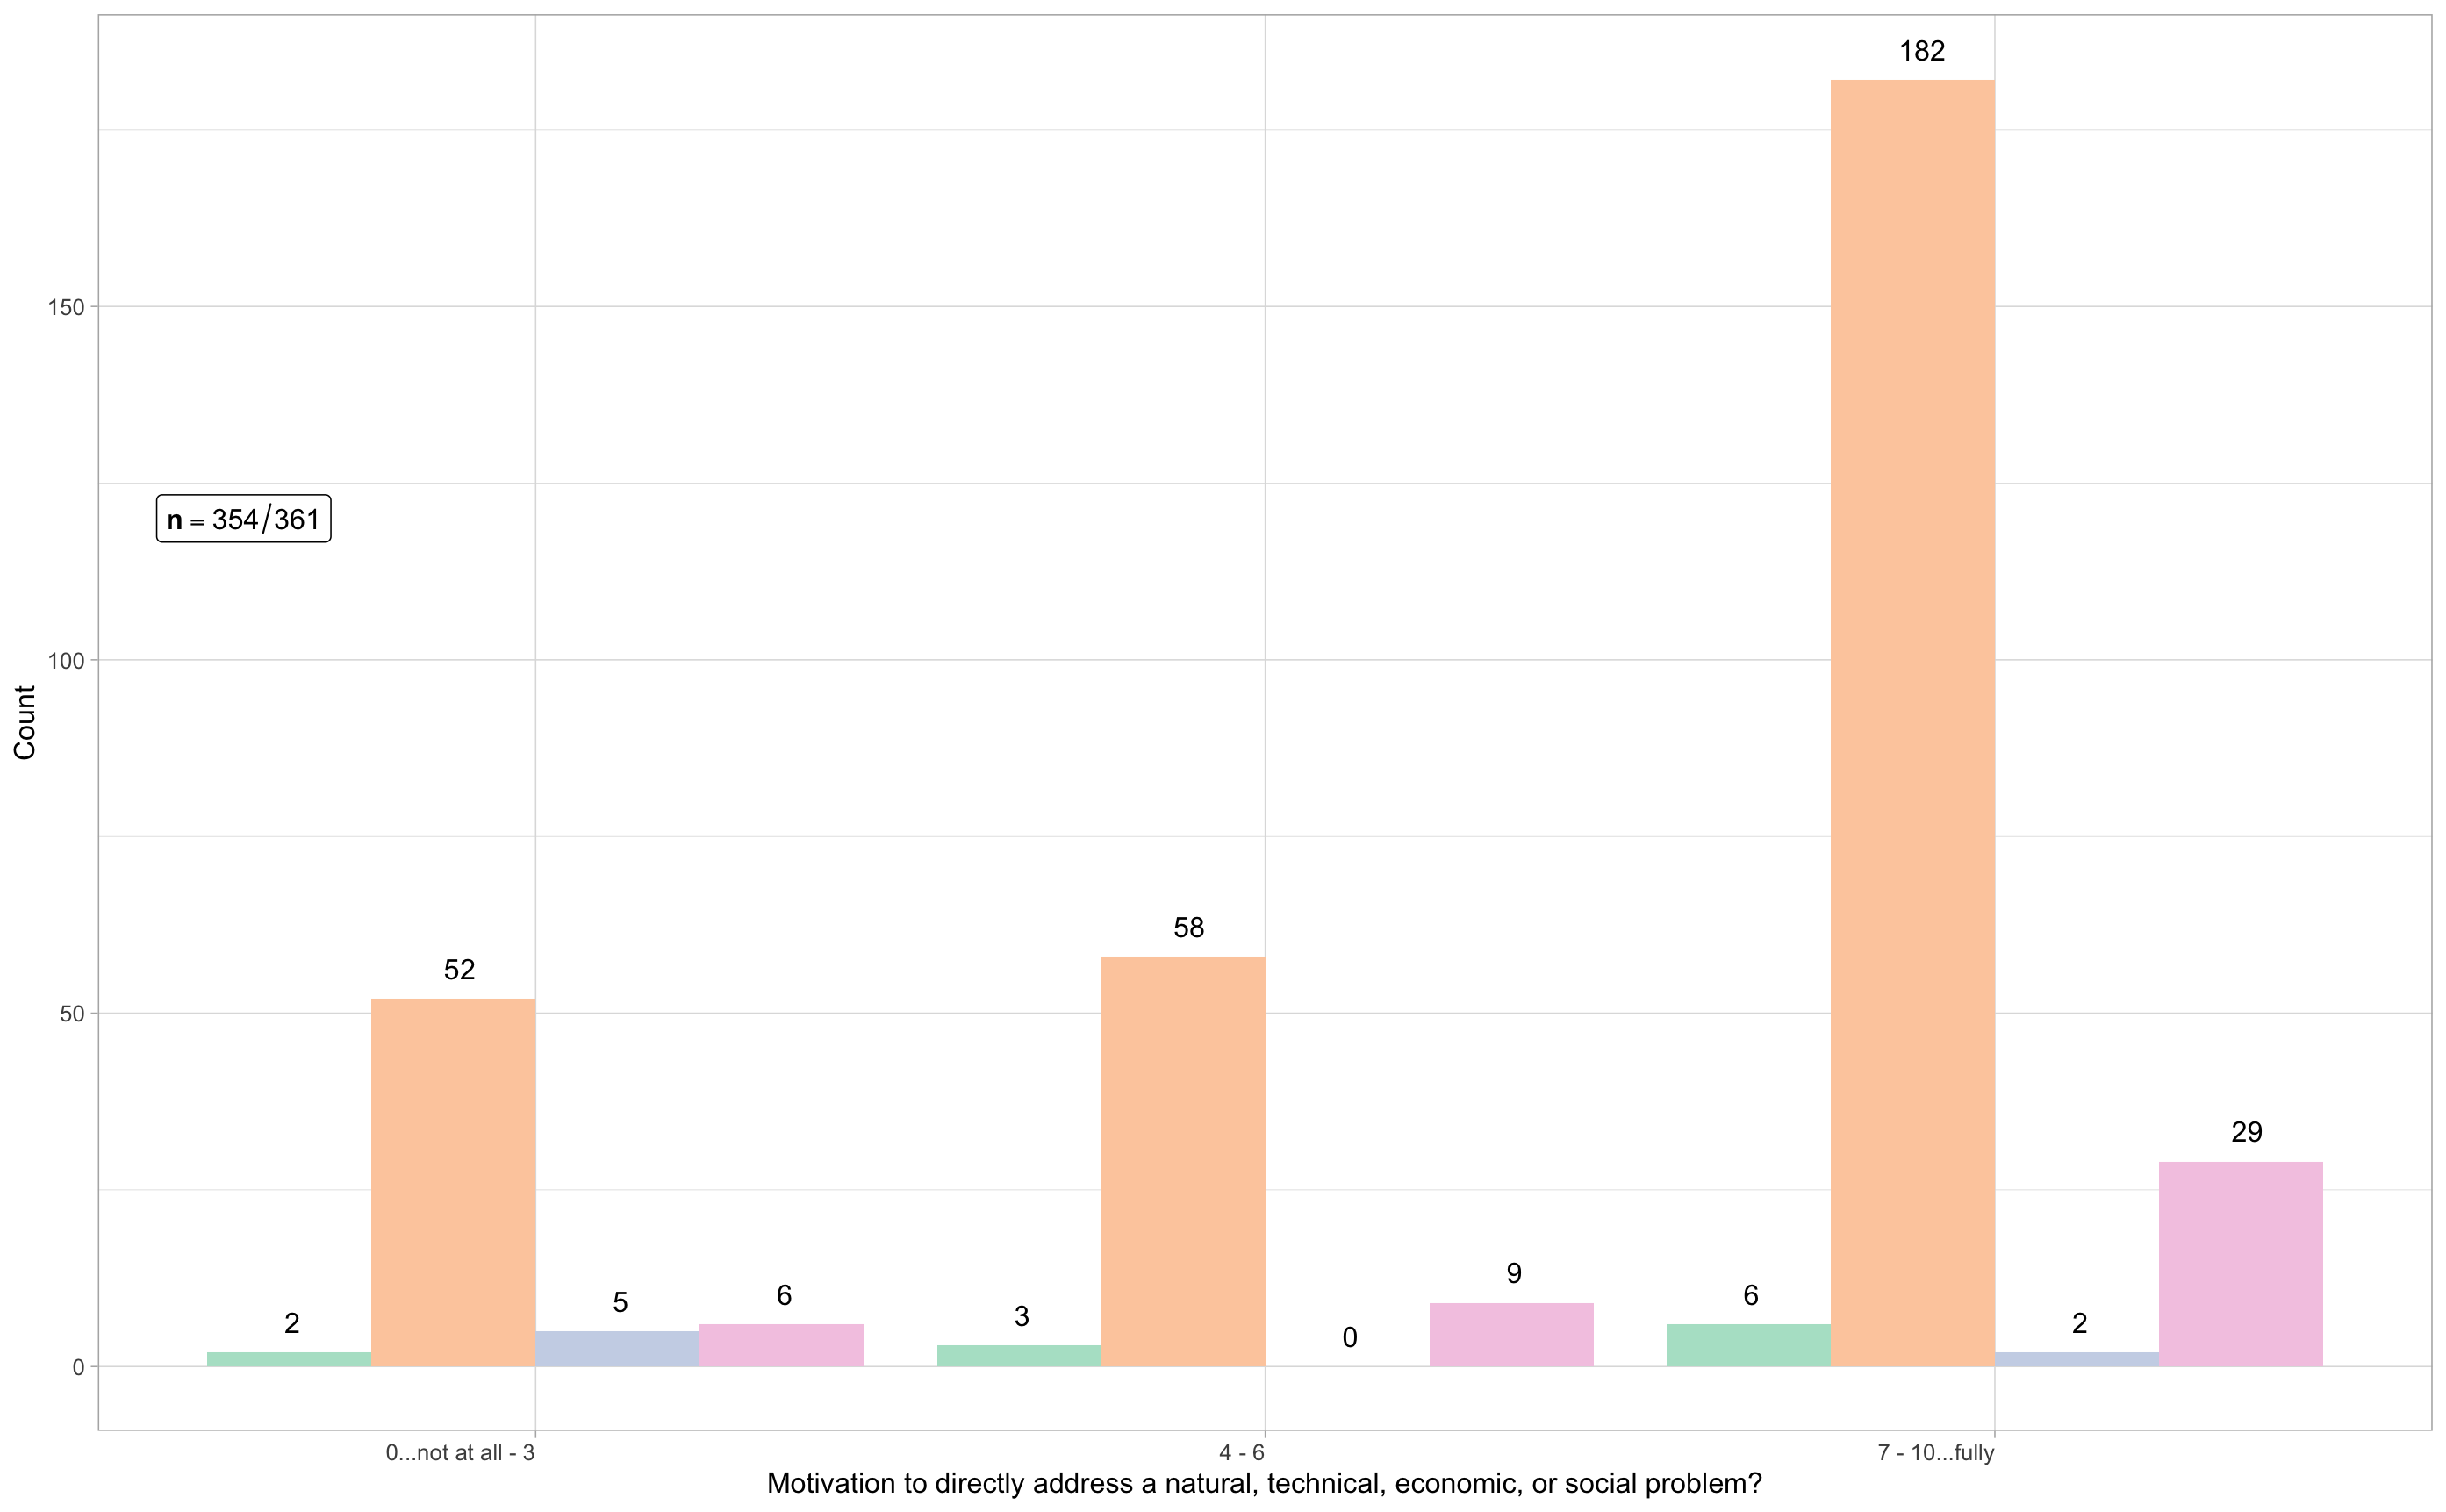 182
150
n = 354/361
100
Count
58
52
50
29
9
6
6
5
3
2
2
0
0
0...not at all - 3
4 - 6
7 - 10...fully
Motivation to directly address a natural, technical, economic, or social problem?